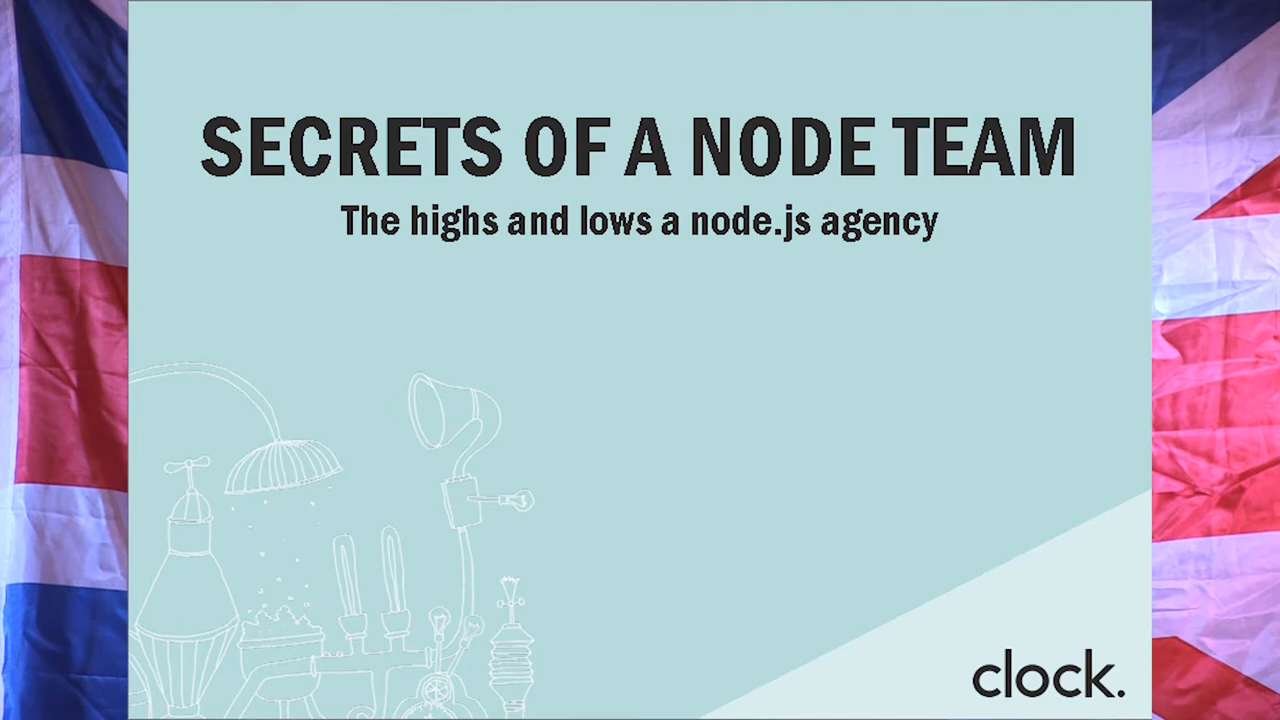 SECRETS OF A NODE TEAM
The highs and lows a node.js agency
clock.